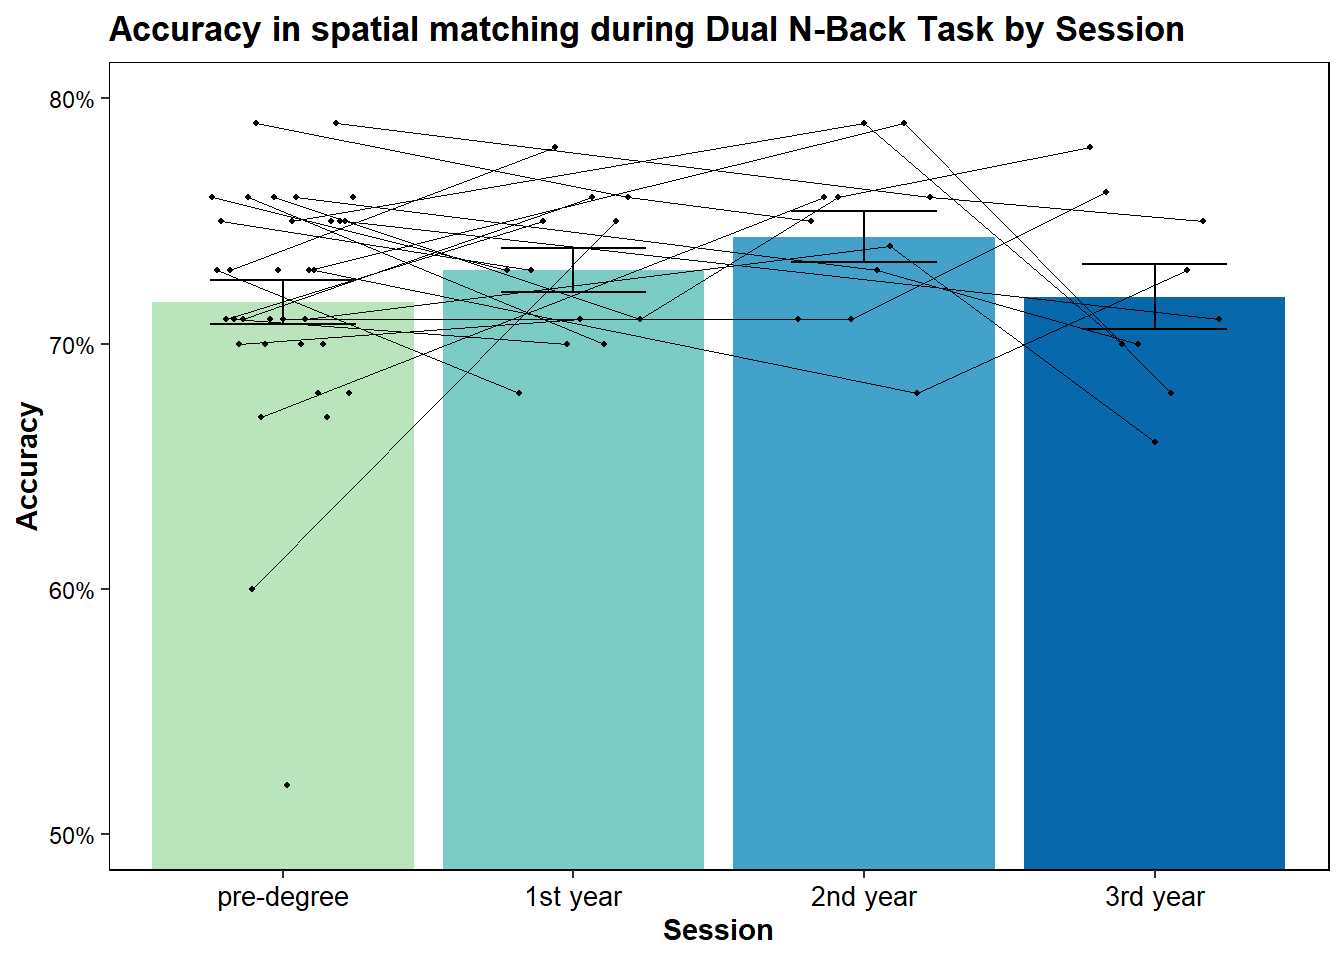 Accuracy in spatial matching during Dual N-Back Task by Session
80%
70%
60%
50%
Accuracy
pre-degree
1st year
2nd year
3rd year
Session